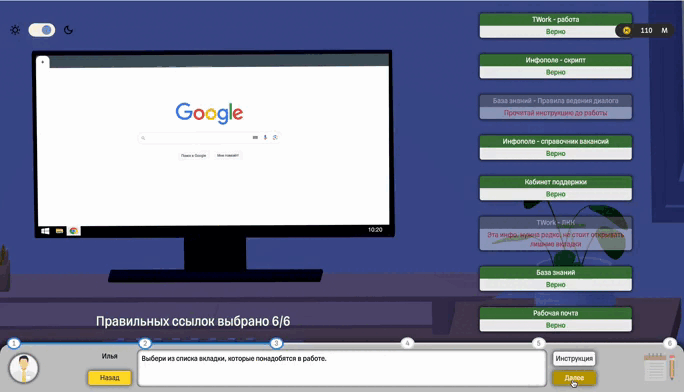 TWork - работа
Верно
110 M
Инфополе - скрипт
Верно
База знаний - Правила ведения диалога
Прочитай инструкцию до работы
Инфополе - справочник вакансий
Верно
Кабинет поддержки
Верно
TWork - ЛКН
Эта инфо нужна редко, не стоит открывать
лишние вкладки
База знаний
Верно
Рабочая почта
Верно
Google
Поиск в Google
Мне повезёт!
10:20
Правильных ссылок выбрано 6/6
1 2 3 4 5 6
Илья
Назад
Выбери из списка вкладки, которые понадобятся в работе.
Инструкция
Далее